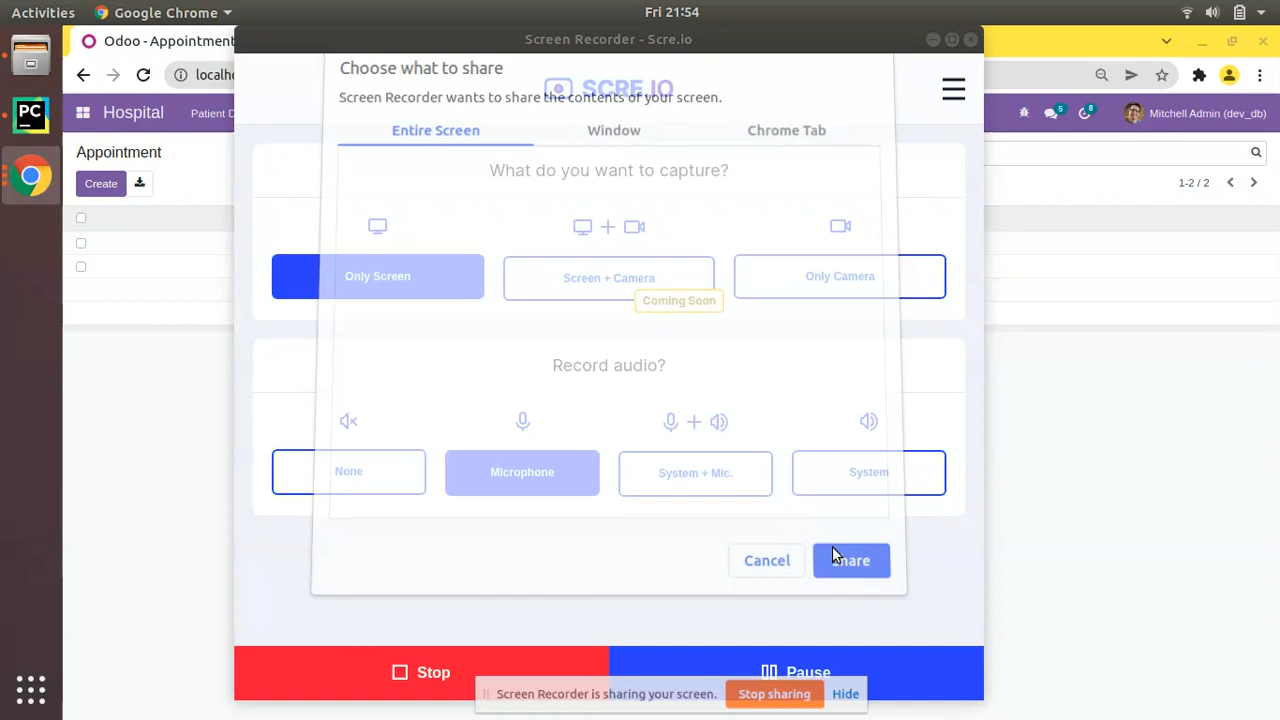 Activities
Google Chrome
Fri 21:54
Odoo - Appointment
Screen Recorder - Scre.io
localh
Hospital
Patient D
5
8
Mitchell Admin (dev_db)
Choose what to share
SCRE.IO
Screen Recorder wants to share the contents of your screen.
Entire Screen
Window
Chrome Tab
Appointment
Create
1-2 / 2
What do you want to capture?
Only Screen
Screen + Camera
Only Camera
Coming Soon
Record audio?
None
Microphone
System + Mic.
System
Cancel
Share
Stop
Pause
Screen Recorder is sharing your screen.
Stop sharing
Hide
PC